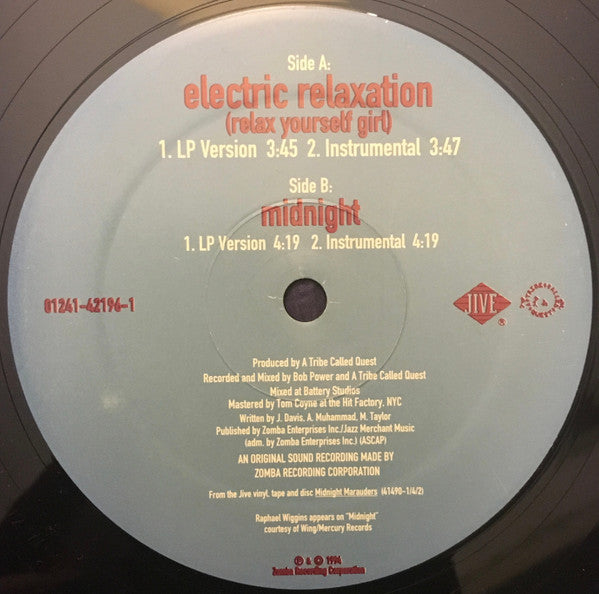 Side A:
electric relaxation
(relax yourself girl)
1. LP Version 3:45 2. Instrumental 3:47
Side B:
midnight
1. LP Version 4:19 2. Instrumental 4:19
01241-42196-1
JIVE
®
Produced by A Tribe Called Quest
Recorded and Mixed by Bob Power and A Tribe Called Quest
Mixed at Battery Studios
Mastered by Tom Coyne at the Hit Factory, NYC
Written by J. Davis, A. Muhammad, M. Taylor
Published by Zomba Enterprises Inc./Jazz Merchant Music
(adm. by Zomba Enterprises Inc.) (ASCAP)
AN ORIGINAL SOUND RECORDING MADE BY
ZOMBA RECORDING CORPORATION
From the Jive vinyl, tape and disc Midnight Marauders (41490-1/4/2)
Raphael Wiggins appears on "Midnight"
courtesy of Wing/Mercury Records
℗ & © 1994
Zomba Recording Corporation